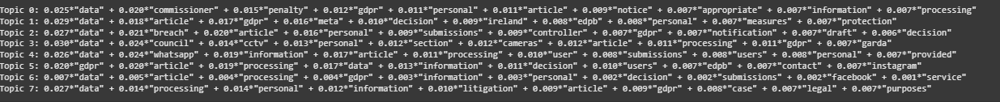 Topic 0: 0.025*"data" + 0.020*"commissioner" + 0.015*"penalty" + 0.012*"gdpr" + 0.011*"personal" + 0.011*"article" + 0.009*"notice" + 0.007*"appropriate" + 0.007*"information" + 0.007*"processing"
Topic 1: 0.029*"data" + 0.018*"article" + 0.017*"gdpr" + 0.016*"meta" + 0.010*"decision" + 0.009*"ireland" + 0.008*"edpb" + 0.008*"personal" + 0.007*"measures" + 0.007*"protection"
Topic 2: 0.027*"data" + 0.021*"breach" + 0.020*"article" + 0.016*"personal" + 0.009*"submissions" + 0.009*"controller" + 0.007*"gdpr" + 0.007*"notification" + 0.007*"draft" + 0.006*"decision"
Topic 3: 0.030*"data" + 0.024*"council" + 0.014*"cctv" + 0.013*"personal" + 0.012*"section" + 0.012*"cameras" + 0.012*"article" + 0.011*"processing" + 0.011*"gdpr" + 0.007*"garda"
Topic 4: 0.026*"data" + 0.024*"whatsapp" + 0.019*"information" + 0.017*"article" + 0.011*"processing" + 0.010*"user" + 0.008*"submissions" + 0.008*"users" + 0.008*"personal" + 0.007*"provided"
Topic 5: 0.020*"gdpr" + 0.020*"article" + 0.019*"processing" + 0.017*"data" + 0.013*"information" + 0.011*"decision" + 0.010*"users" + 0.007*"edpb" + 0.007*"contact" + 0.007*"instagram"
Topic 6: 0.007*"data" + 0.005*"article" + 0.004*"processing" + 0.004*"gdpr" + 0.003*"information" + 0.003*"personal" + 0.002*"decision" + 0.002*"submissions" + 0.002*"facebook" + 0.001*"service"
Topic 7: 0.027*"data" + 0.014*"processing" + 0.014*"personal" + 0.012*"information" + 0.010*"litigation" + 0.009*"article" + 0.009*"gdpr" + 0.008*"case" + 0.007*"legal" + 0.007*"purposes"